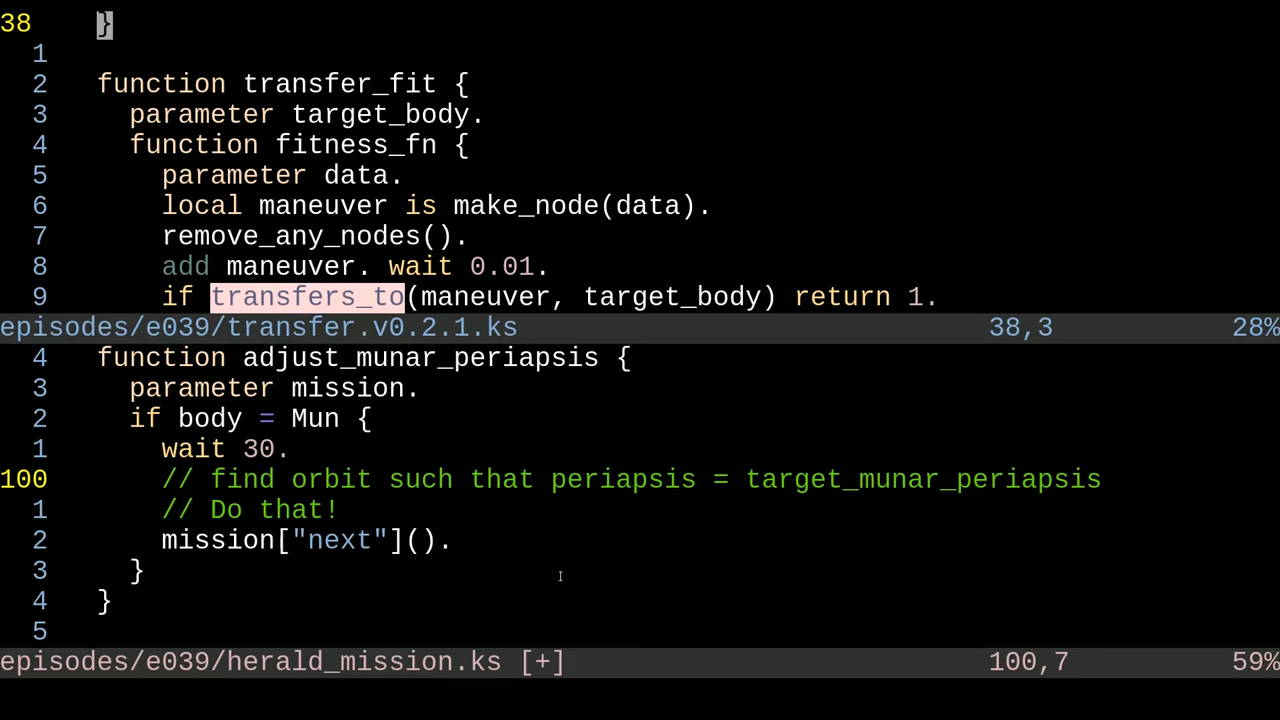 38 }
1
2 function transfer_fit {
3 parameter target_body.
4 function fitness_fn {
5 parameter data.
6 local maneuver is make_node(data).
7 remove_any_nodes().
8 add maneuver. wait 0.01.
9 if transfers_to(maneuver, target_body) return 1.
episodes/e039/transfer.v0.2.1.ks 38,3 28%
4 function adjust_munar_periapsis {
3 parameter mission.
2 if body = Mun {
1 wait 30.
100 // find orbit such that periapsis = target_munar_periapsis
1 // Do that!
2 mission["next"]().
3 }
4 }
5
episodes/e039/herald_mission.ks [+] 100,7 59%